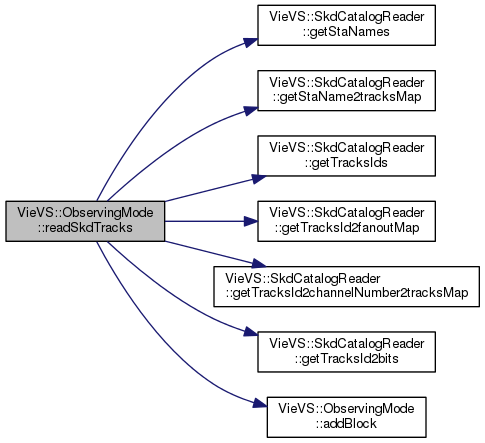 VieVS::SkdCatalogReader
::getStaNames
VieVS::SkdCatalogReader
::getStaName2tracksMap
VieVS::SkdCatalogReader
::getTracksIds
VieVS::ObservingMode
::readSkdTracks
VieVS::SkdCatalogReader
::getTracksId2fanoutMap
VieVS::SkdCatalogReader
::getTracksId2channelNumber2tracksMap
VieVS::SkdCatalogReader
::getTracksId2bits
VieVS::ObservingMode
::addBlock